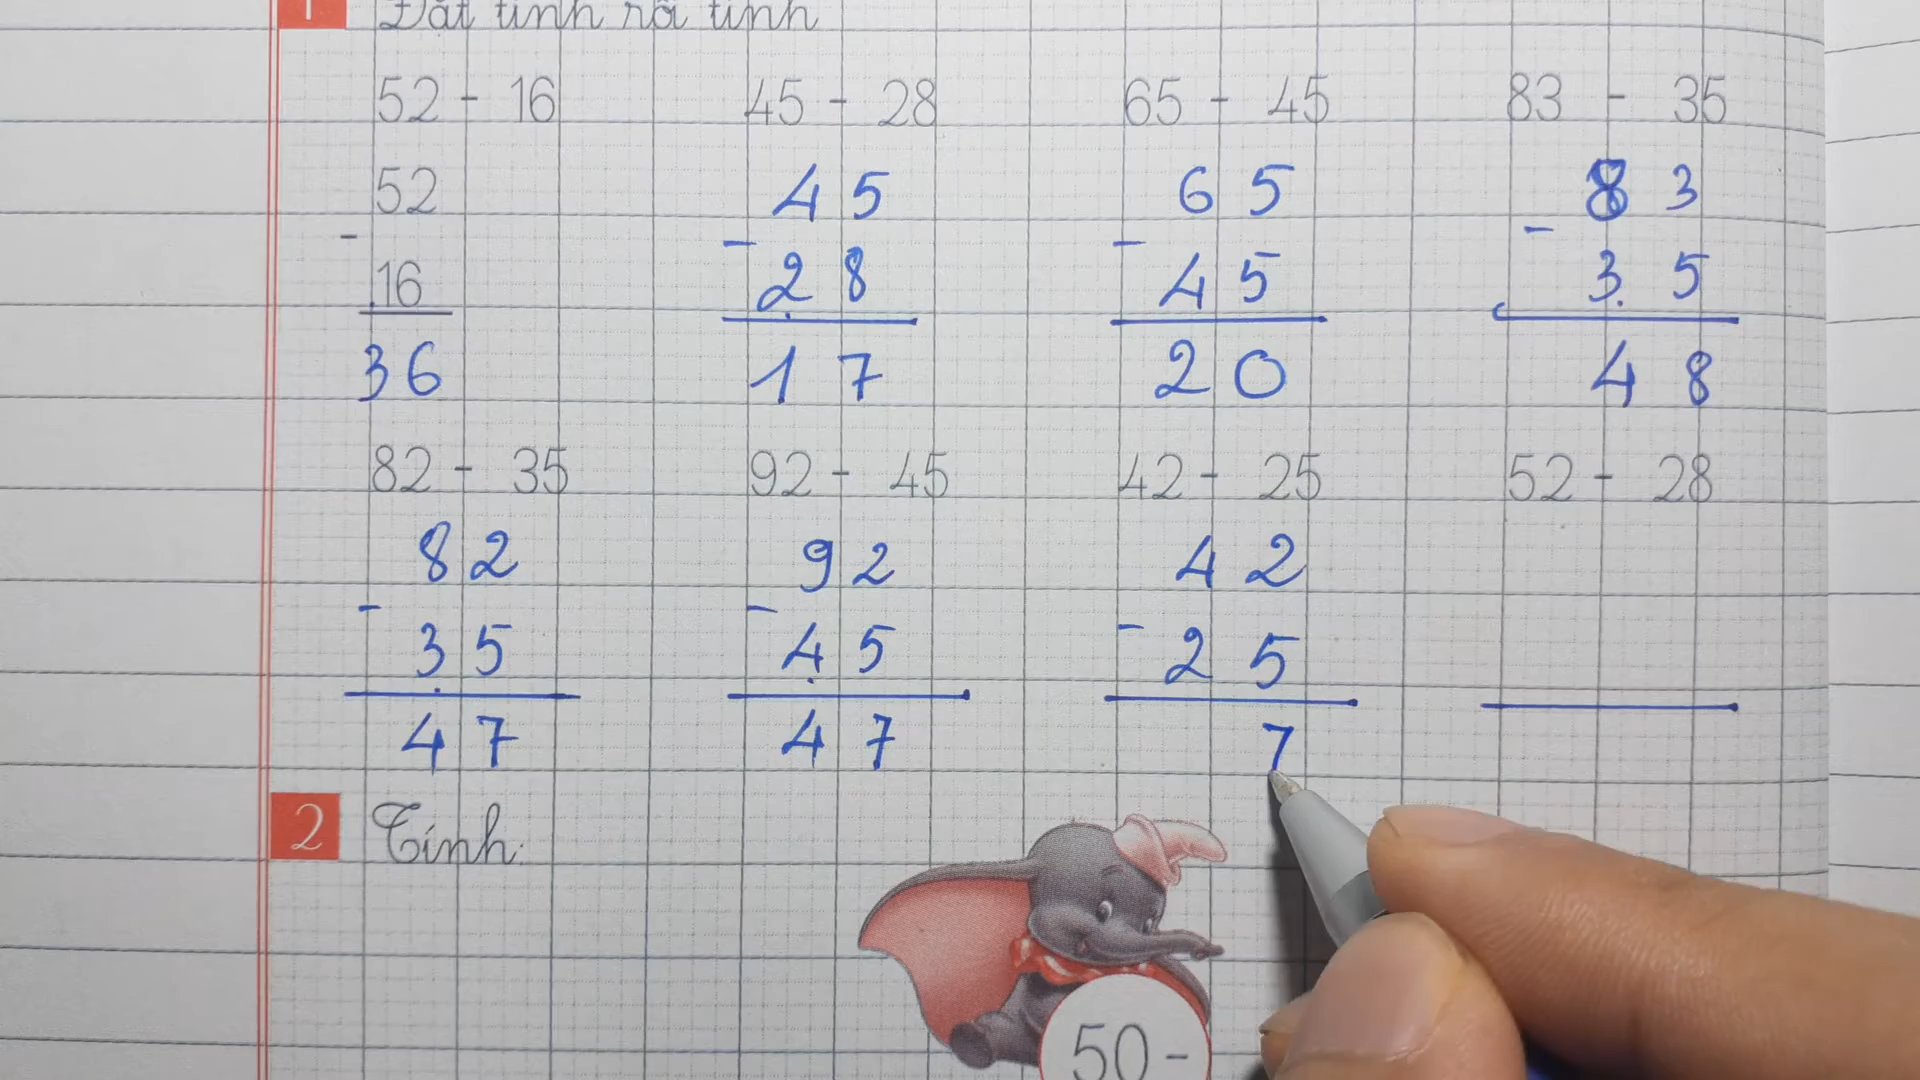 1 Đặt tính rồi tính
52 - 16 45 - 28 65 - 45 83 - 35
52 45 65 83
- - - -
16 28 45 35
36 17 20 48
82 - 35 92 - 45 42 - 25 52 - 28
82 92 42
- - -
35 45 25
47 47 7
2 Tính:
50 -